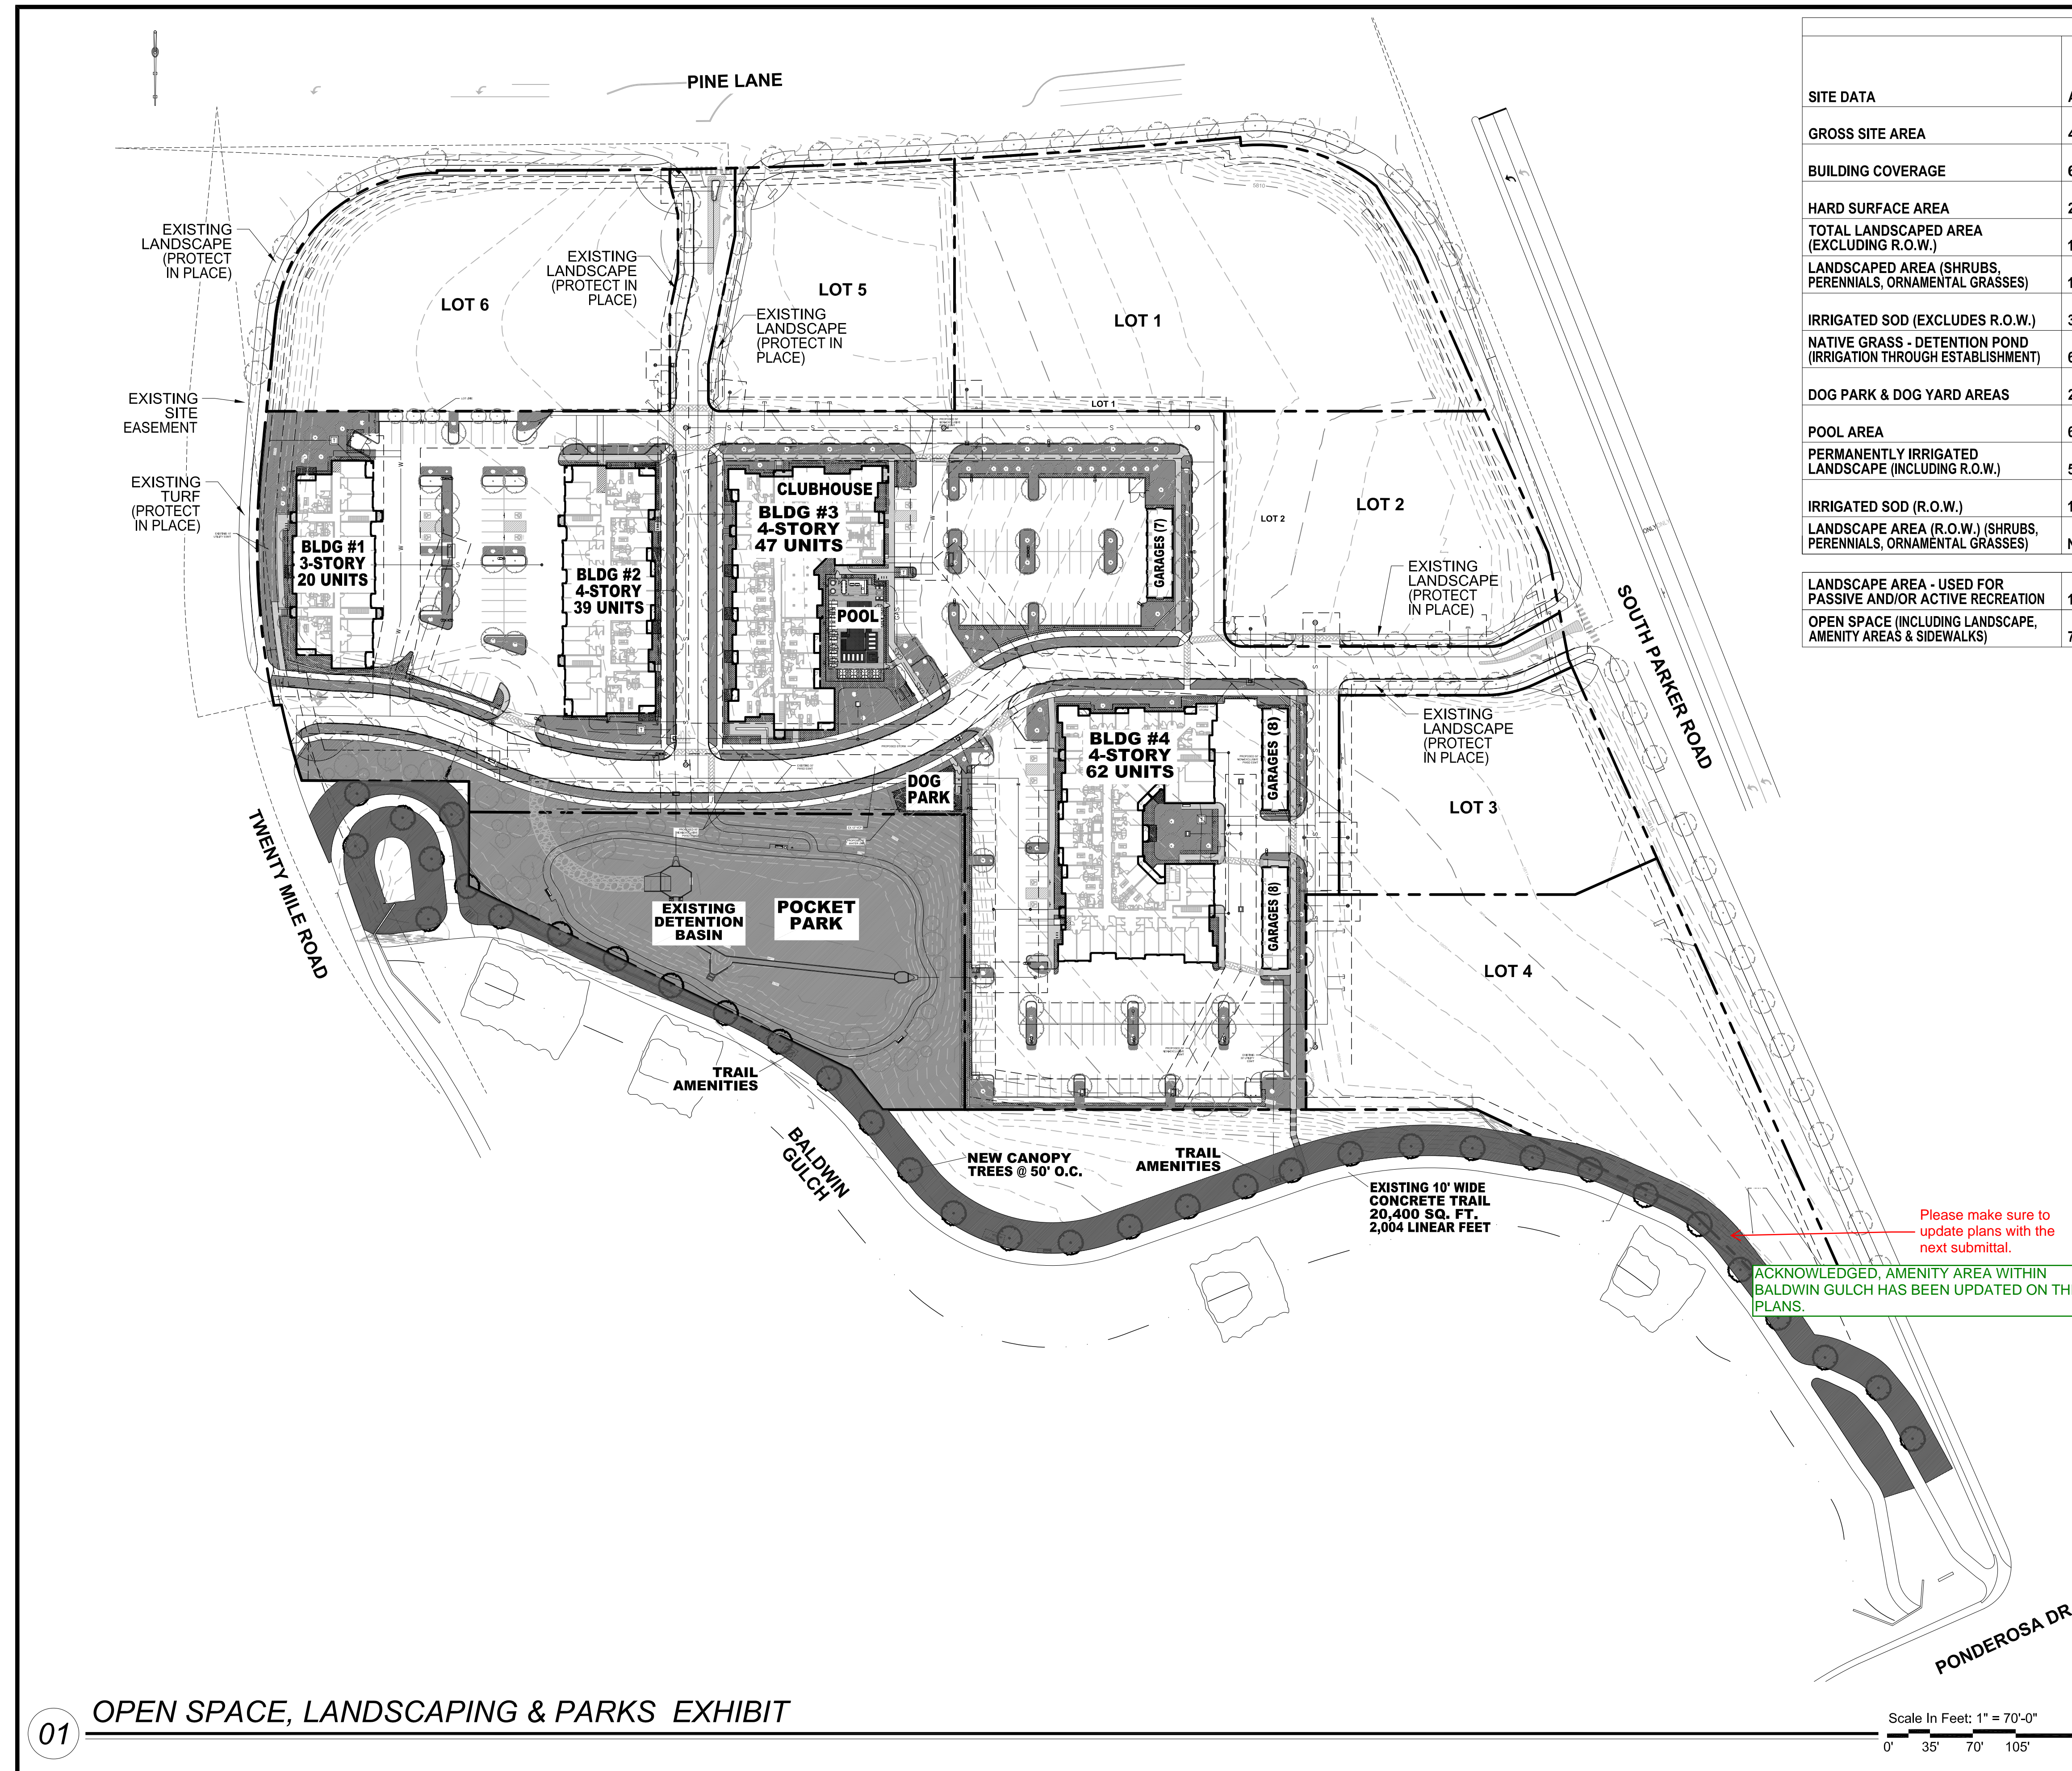 PINE LANE
SITE DATA
GROSS SITE AREA
BUILDING COVERAGE
HARD SURFACE AREA
TOTAL LANDSCAPED AREA
(EXCLUDING R.O.W.)
LANDSCAPED AREA (SHRUBS,
PERENNIALS, ORNAMENTAL GRASSES)
IRRIGATED SOD (EXCLUDES R.O.W.)
NATIVE GRASS - DETENTION POND
(IRRIGATION THROUGH ESTABLISHMENT)
DOG PARK & DOG YARD AREAS
POOL AREA
PERMANENTLY IRRIGATED
LANDSCAPE (INCLUDING R.O.W.)
IRRIGATED SOD (R.O.W.)
LANDSCAPE AREA (R.O.W.) (SHRUBS,
PERENNIALS, ORNAMENTAL GRASSES)
LANDSCAPE AREA - USED FOR
PASSIVE AND/OR ACTIVE RECREATION
OPEN SPACE (INCLUDING LANDSCAPE,
AMENITY AREAS & SIDEWALKS)
5810
EXISTING
LANDSCAPE
(PROTECT
IN PLACE)
EXISTING
LANDSCAPE
(PROTECT IN
PLACE)
LOT 6
LOT 5
EXISTING
LANDSCAPE
(PROTECT IN
PLACE)
LOT 1
EXISTING
SITE
EASEMENT
LOT 1
EXISTING
TURF
(PROTECT
IN PLACE)
BLDG #1
3-STORY
20 UNITS
BLDG #2
4-STORY
39 UNITS
CLUBHOUSE
BLDG #3
4-STORY
47 UNITS
POOL
GAS
GARAGES (7)
LOT 2
LOT 2
ONLY
ONLY
EXISTING
LANDSCAPE
(PROTECT
IN PLACE)
SOUTH PARKER ROAD
EXISTING
LANDSCAPE
(PROTECT
IN PLACE)
BLDG #4
4-STORY
62 UNITS
GARAGES (8)
DOG
PARK
LOT 3
TWENTY MILE ROAD
EXISTING
DETENTION
BASIN
POCKET
PARK
GARAGES (8)
LOT 4
TRAIL
AMENITIES
BALDWIN
GULCH
NEW CANOPY
TREES @ 50' O.C.
TRAIL
AMENITIES
EXISTING 10' WIDE
CONCRETE TRAIL
20,400 SQ. FT.
2,004 LINEAR FEET
Please make sure to
update plans with the
next submittal.
ACKNOWLEDGED, AMENITY AREA WITHIN
BALDWIN GULCH HAS BEEN UPDATED ON TH
PLANS.
PONDEROSA DR
01
OPEN SPACE, LANDSCAPING & PARKS EXHIBIT
Scale In Feet: 1" = 70'-0"
0' 35' 70' 105'